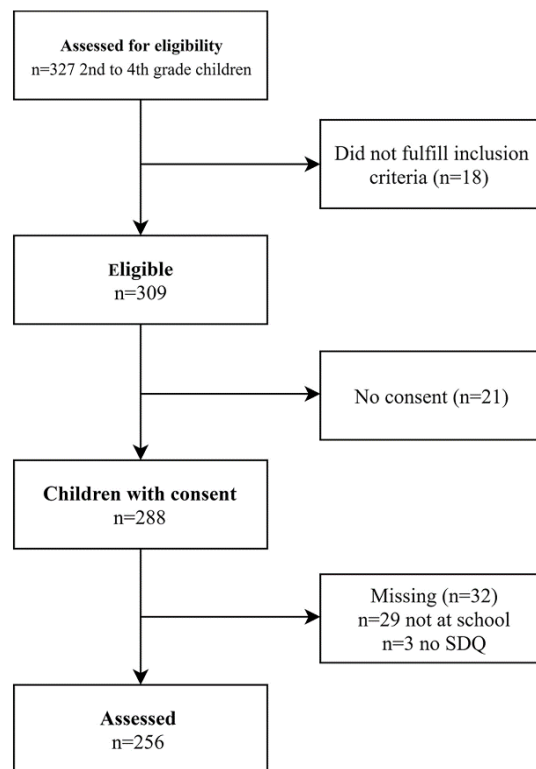 Assessed for eligibility
n=327 2nd to 4th grade children
Did not fulfill inclusion
criteria (n=18)
Eligible
n=309
No consent (n=21)
Children with consent
n=288
Missing (n=32)
n=29 not at school
n=3 no SDQ
Assessed
n=256